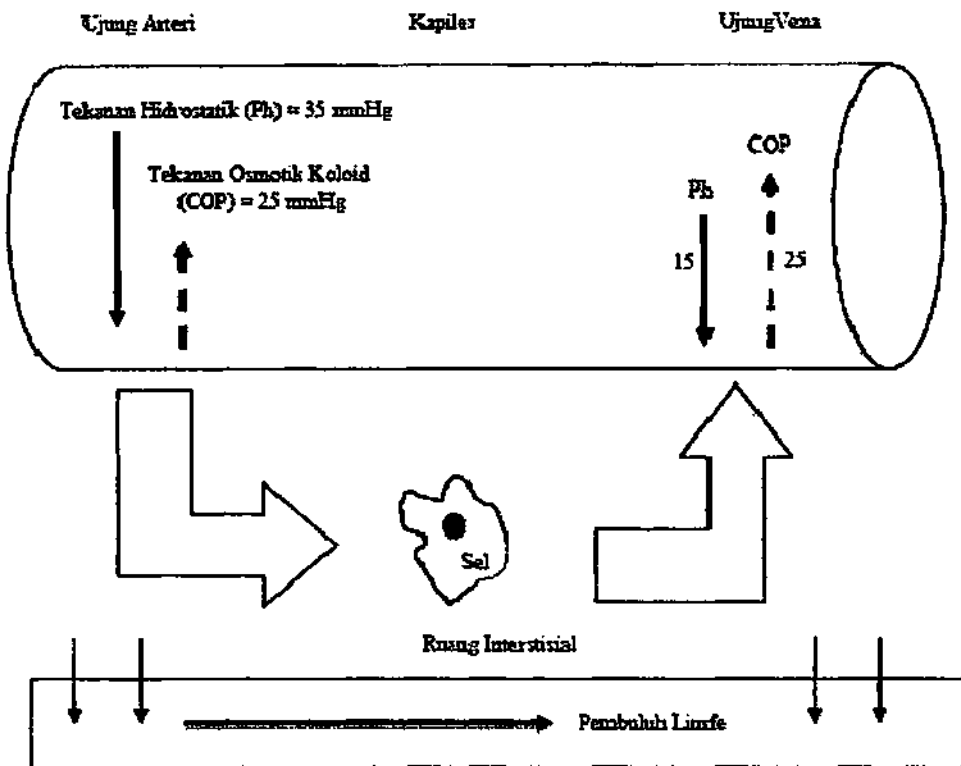 Ujung Arteri
Kapiler
Ujung Vena
Tekanan Hidrostatik (Ph) = 35 mmHg
Tekanan Osmotik Koloid
(COP) = 25 mmHg
COP
Ph
15
25
Sel
Ruang Interstisial
Pembuluh Limfe